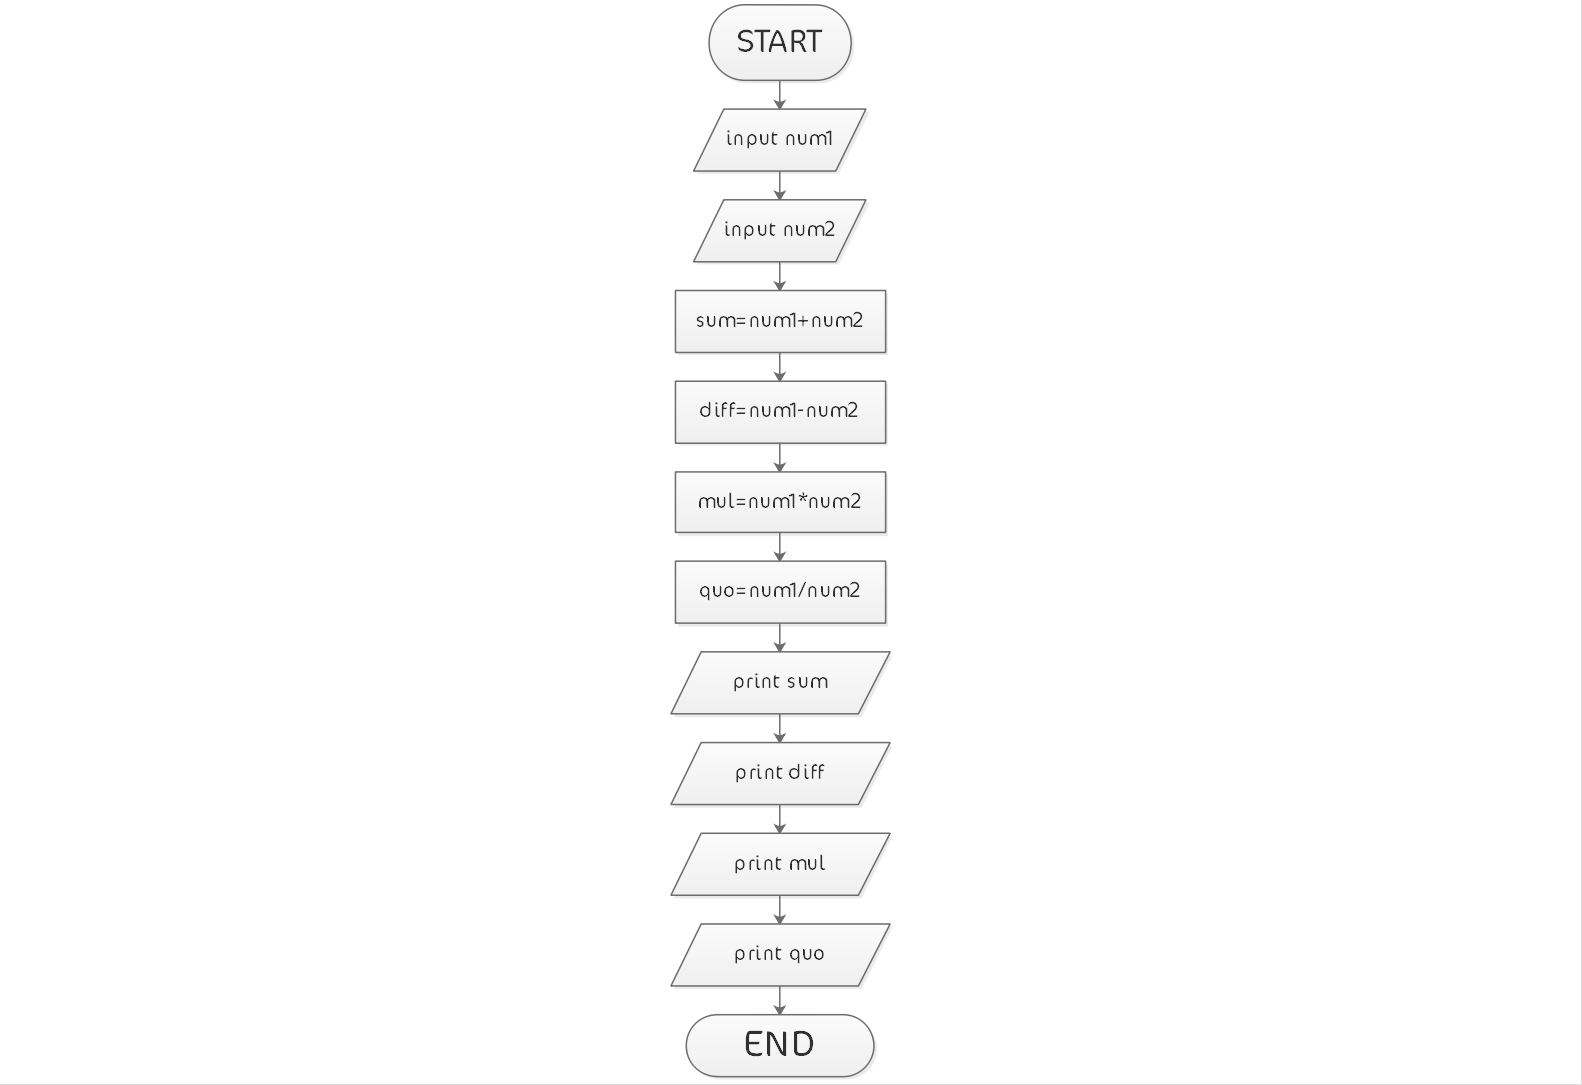 START
input num1
input num2
sum=num1+num2
diff=num1-num2
mul=num1*num2
quo=num1/num2
print sum
print diff
print mul
print quo
END